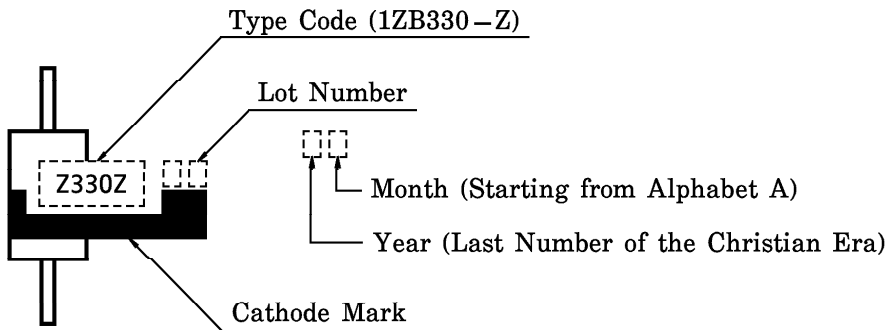 Type Code (1ZB330–Z)
Lot Number
Z330Z
Month (Starting from Alphabet A)
Year (Last Number of the Christian Era)
Cathode Mark